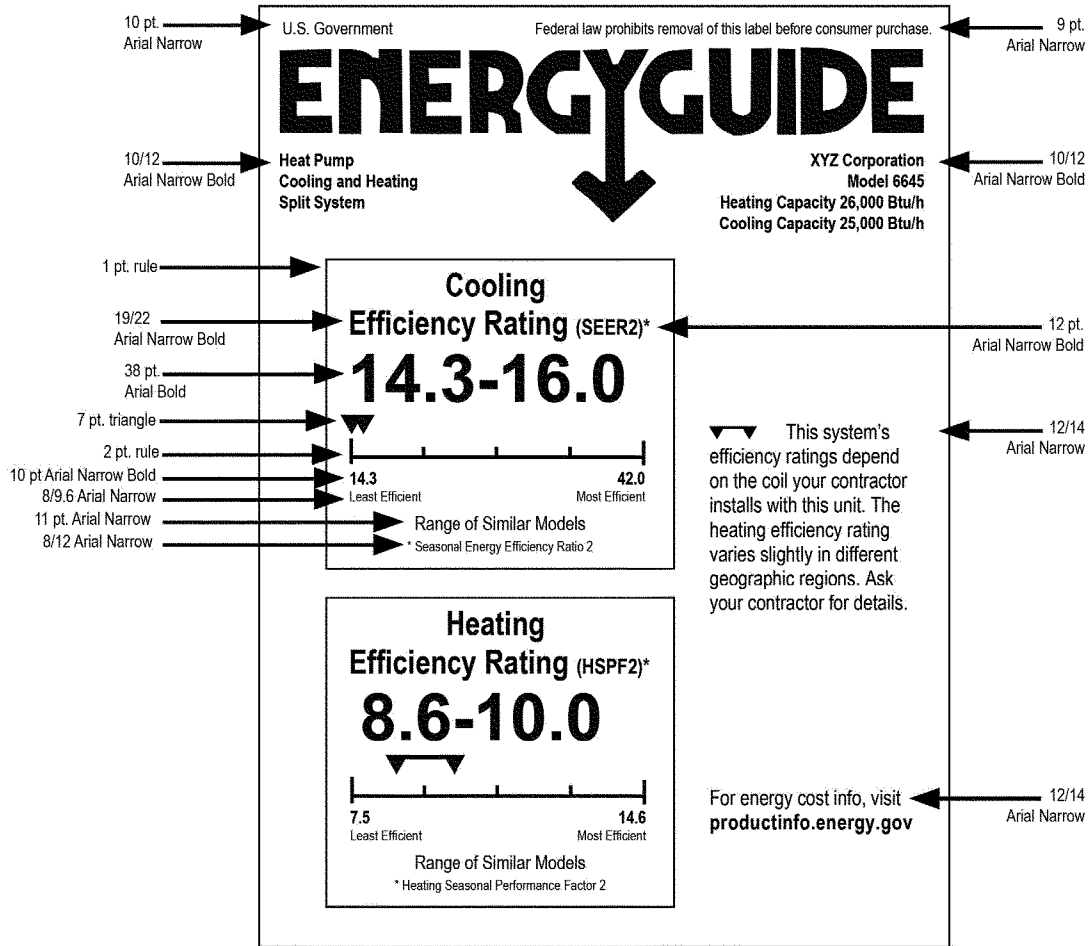 10 pt.
Arial Narrow
U.S. Government
Federal law prohibits removal of this label before consumer purchase.
9 pt.
Arial Narrow
ENERGYGUIDE
10/12
Arial Narrow Bold
Heat Pump
Cooling and Heating
Split System
XYZ Corporation
Model 6645
Heating Capacity 26,000 Btu/h
Cooling Capacity 25,000 Btu/h
10/12
Arial Narrow Bold
1 pt. rule
Cooling
19/22
Arial Narrow Bold
Efficiency Rating (SEER2)*
12 pt.
Arial Narrow Bold
38 pt.
Arial Bold
14.3-16.0
7 pt. triangle
2 pt. rule
10 pt Arial Narrow Bold
14.3
42.0
8/9.6 Arial Narrow
Least Efficient
Most Efficient
11 pt. Arial Narrow
Range of Similar Models
8/12 Arial Narrow
* Seasonal Energy Efficiency Ratio 2
This system's
efficiency ratings depend
on the coil your contractor
installs with this unit. The
heating efficiency rating
varies slightly in different
geographic regions. Ask
your contractor for details.
12/14
Arial Narrow
Heating
Efficiency Rating (HSPF2)*
8.6-10.0
7.5
14.6
Least Efficient
Most Efficient
Range of Similar Models
* Heating Seasonal Performance Factor 2
For energy cost info, visit
productinfo.energy.gov
12/14
Arial Narrow